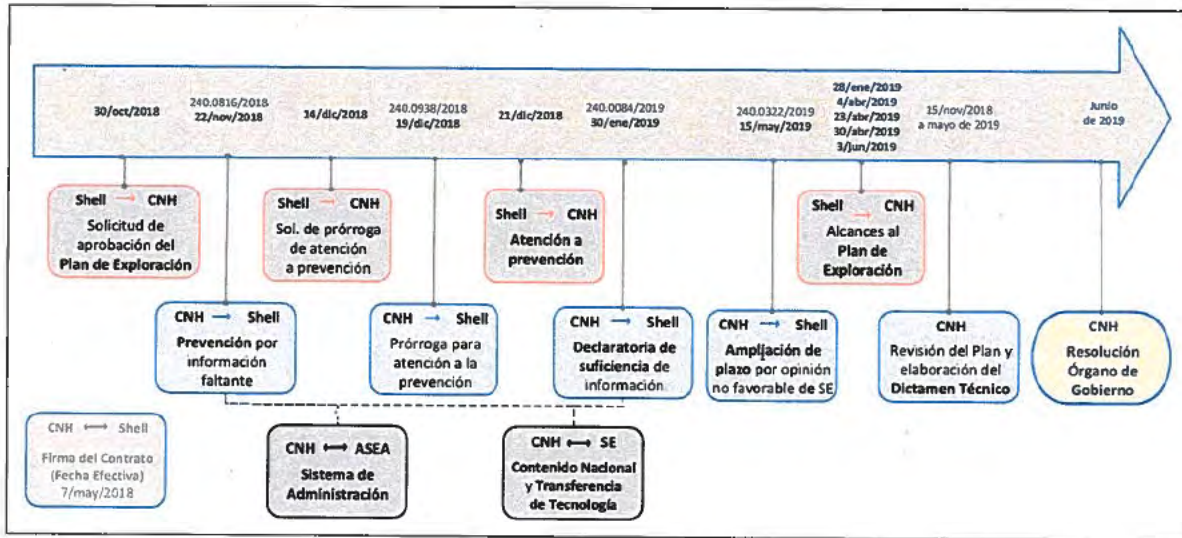 30/oct/2018
240.0816/2018
22/nov/2018
14/dic/2018
240.0938/2018
19/dic/2018
21/dic/2018
240.0084/2019
30/ene/2019
240.0322/2019
15/may/2019
28/ene/2019
4/abr/2019
23/abr/2019
30/abr/2019
3/jun/2019
15/nov/2018
a mayo de 2019
Junio
de 2019
Shell → CNH
Solicitud de
aprobación del
Plan de Exploración
Shell → CNH
Sol. de prórroga
de atención
a prevención
Shell → CNH
Atención a
prevención
Shell → CNH
Alcances al
Plan de
Exploración
CNH → Shell
Prevención por
información
faltante
CNH → Shell
Prórroga para
atención a la
prevención
CNH → Shell
Declaratoria de
suficiencia de
información
CNH → Shell
Ampliación de
plazo por opinión
no favorable de SE
CNH
Revisión del Plan y
elaboración del
Dictamen Técnico
CNH
Resolución
Órgano de
Gobierno
CNH ↔ Shell
Firma del Contrato
(Fecha Efectiva)
7/may/2018
CNH ↔ ASEA
Sistema de
Administración
CNH ↔ SE
Contenido Nacional
y Transferencia
de Tecnología